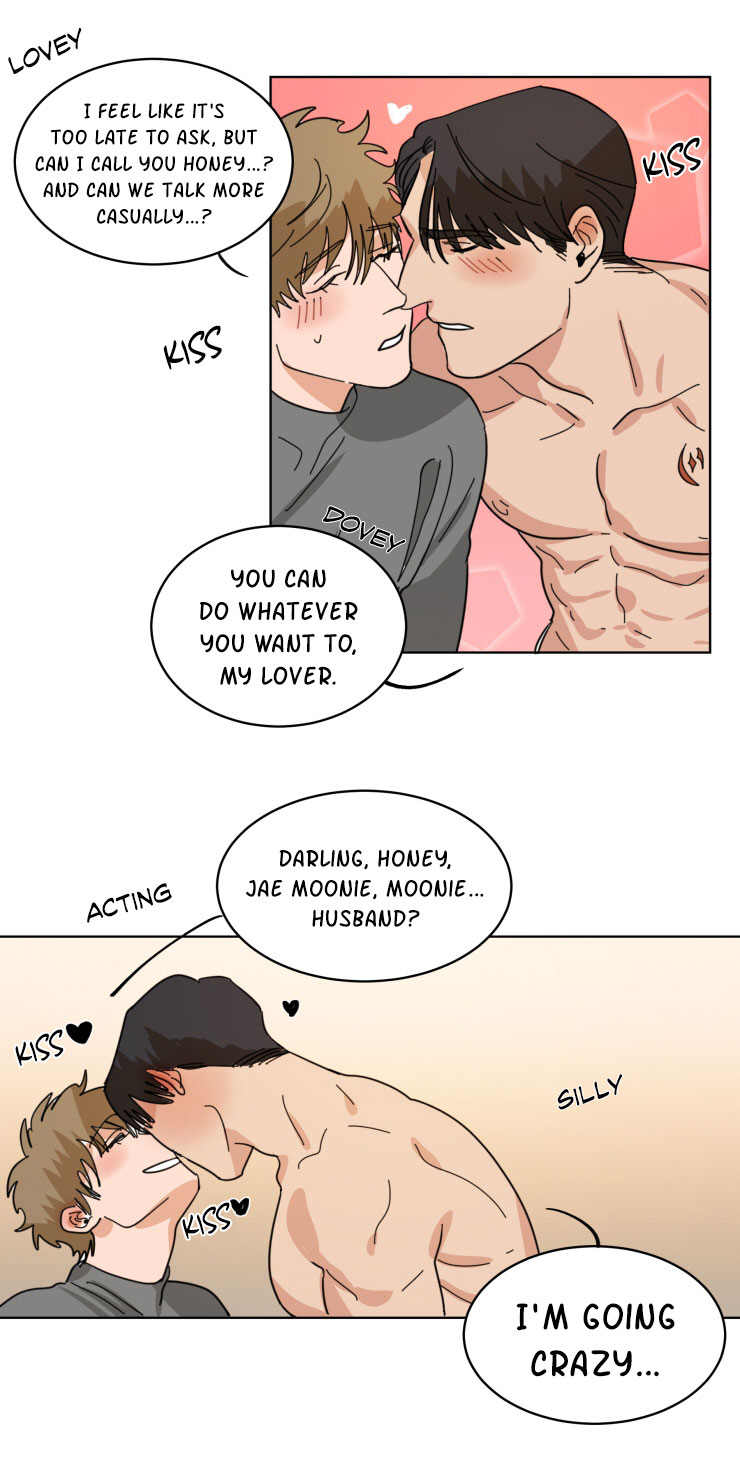 LOVEY
I FEEL LIKE IT'S
TOO LATE TO ASK, BUT
CAN I CALL YOU HONEY...?
AND CAN WE TALK MORE
CASUALLY...?
KISS
KISS
DOVEY
YOU CAN
DO WHATEVER
YOU WANT TO,
MY LOVER.
DARLING, HONEY,
JAE MOONIE, MOONIE...
HUSBAND?
ACTING
KISS
SILLY
KISS
I'M GOING
CRAZY...